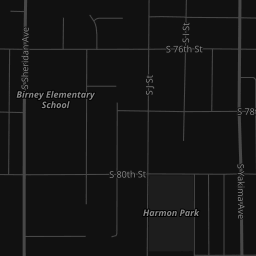 S Sheridan Ave
S I St
S 76th St
S J St
Birney Elementary
School
S 78
S 80th St
S Yakima Ave
Harmon Park